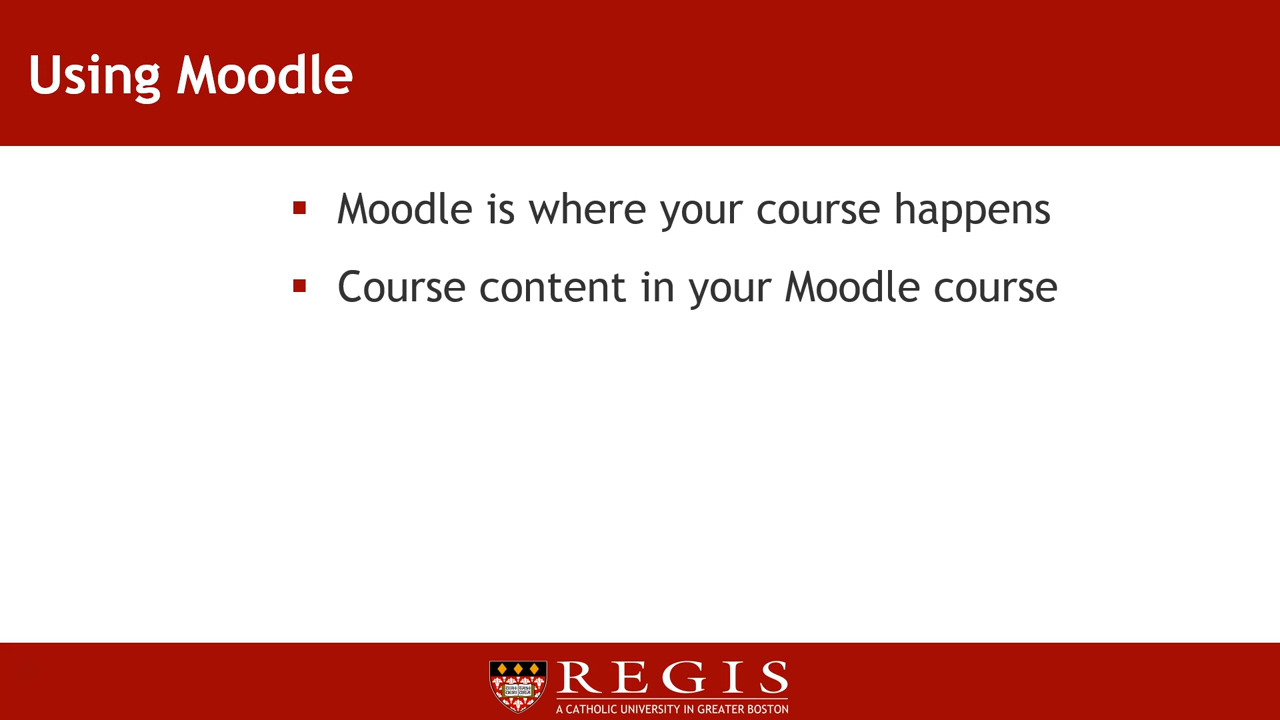 Using Moodle
▪ Moodle is where your course happens
▪ Course content in your Moodle course
REGIS
A CATHOLIC UNIVERSITY IN GREATER BOSTON